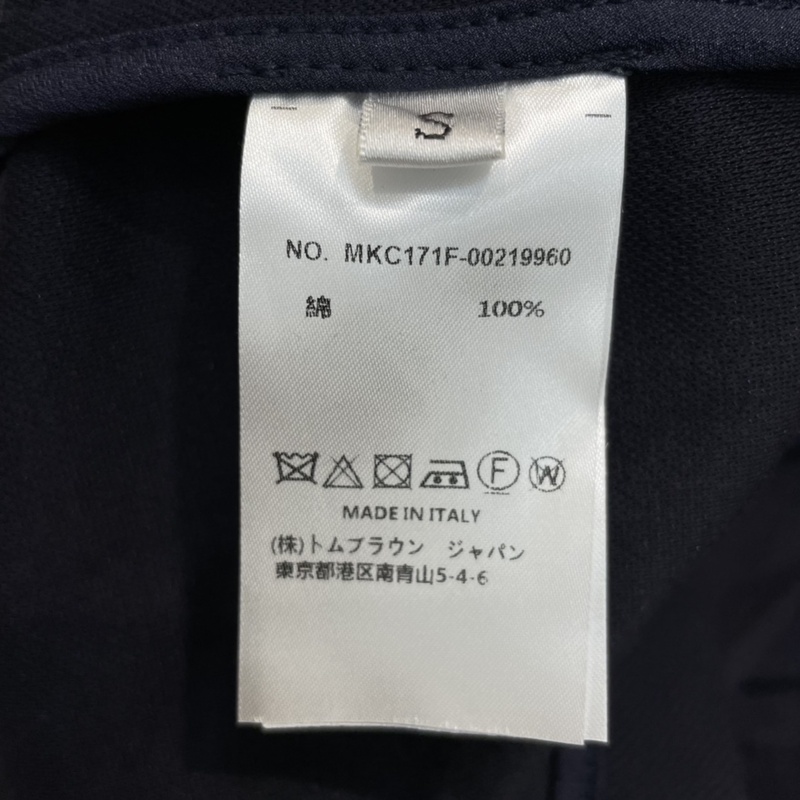 S
NO. MKC171F-00219960
綿 100%
F W
MADE IN ITALY
(株)トムブラウン ジャパン
東京都港区南青山5-4-6